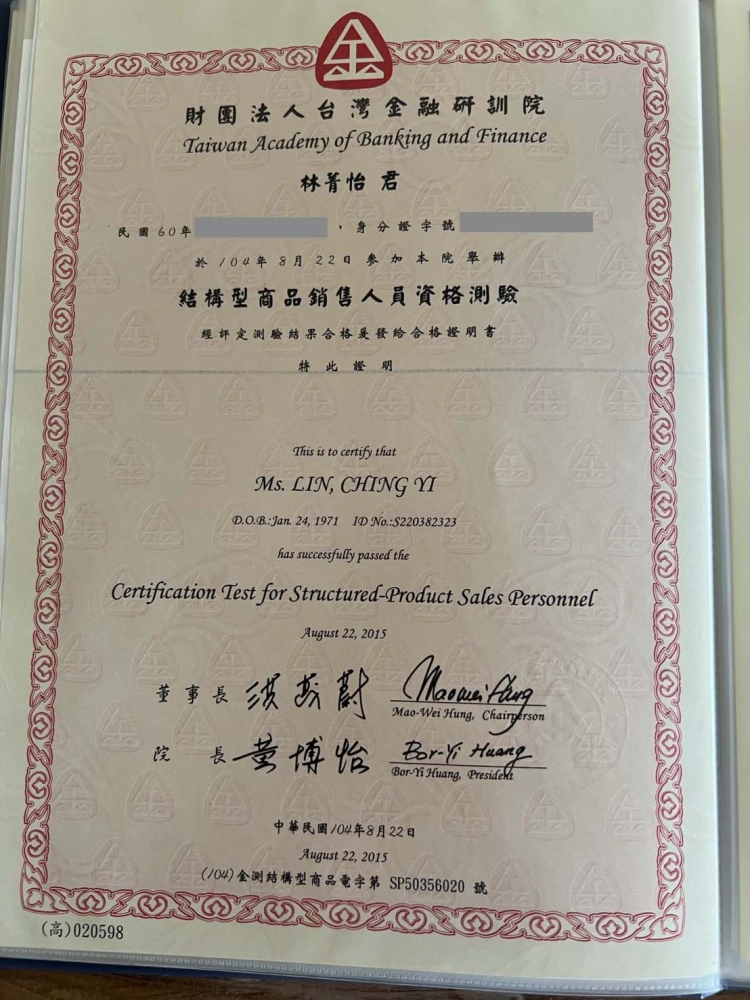 金
財團法人台灣金融研訓院
Taiwan Academy of Banking and Finance
林菁怡 君
民國60年 ，身分證字號
於104年8月22日參加本院舉辦
結構型商品銷售人員資格測驗
經評定測驗結果合格爰發給合格證明書
特此證明
This is to certify that
Ms. LIN, CHING YI
D.O.B.:Jan. 24, 1971 ID No.:S220382323
has successfully passed the
Certification Test for Structured-Product Sales Personnel
August 22, 2015
董事長 洪茂蔚 Maowei Hung
Mao-Wei Hung, Chairperson
院長 黃博怡 Bor-Yi Huang
Bor-Yi Huang, President
中華民國104年8月22日
August 22, 2015
(104)金測結構型商品電字第 SP50356020 號
(高)020598